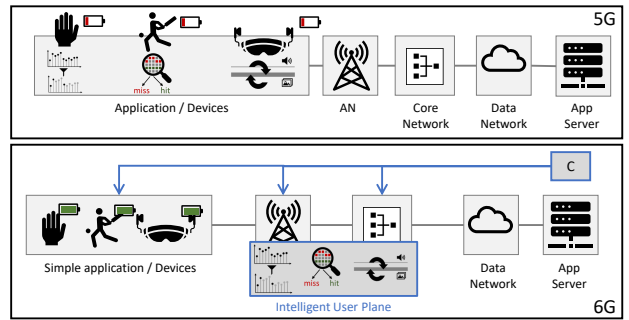 5G
miss hit
Application / Devices
AN
Core
Network
Data
Network
App
Server
C
Simple application / Devices
miss hit
Data
Network
App
Server
Intelligent User Plane
6G